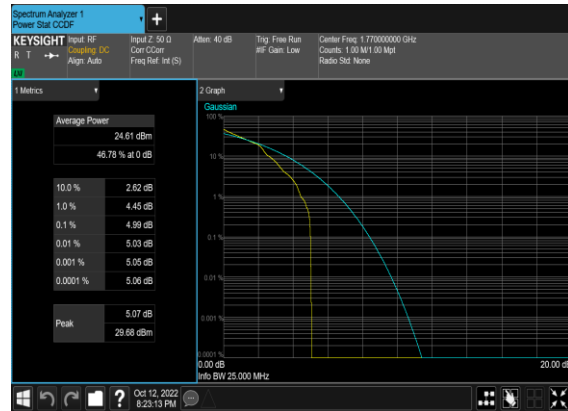 Spectrum Analyzer 1
Power Stat CCDF
KEYSIGHT
R T
LW
Input: RF
Coupling: DC
Align: Auto
Input Z: 50 Ω
Corr CCorr
Freq Ref: Int (S)
Atten: 40 dB
Trig: Free Run
#IF Gain: Low
Center Freq: 1.770000000 GHz
Counts: 1.00 M/1.00 Mpt
Radio Std: None
1 Metrics
Average Power
24.61 dBm
46.78 % at 0 dB
10.0 % 2.62 dB
1.0 % 4.45 dB
0.1 % 4.99 dB
0.01 % 5.03 dB
0.001 % 5.05 dB
0.0001 % 5.06 dB
Peak
5.07 dB
29.68 dBm
2 Graph
Gaussian
100 %
10 %
1 %
0.1 %
0.01 %
0.001 %
0.0001 %
0.00 dB
20.00 dB
Info BW 25.000 MHz
?
Oct 12, 2022
8:23:13 PM